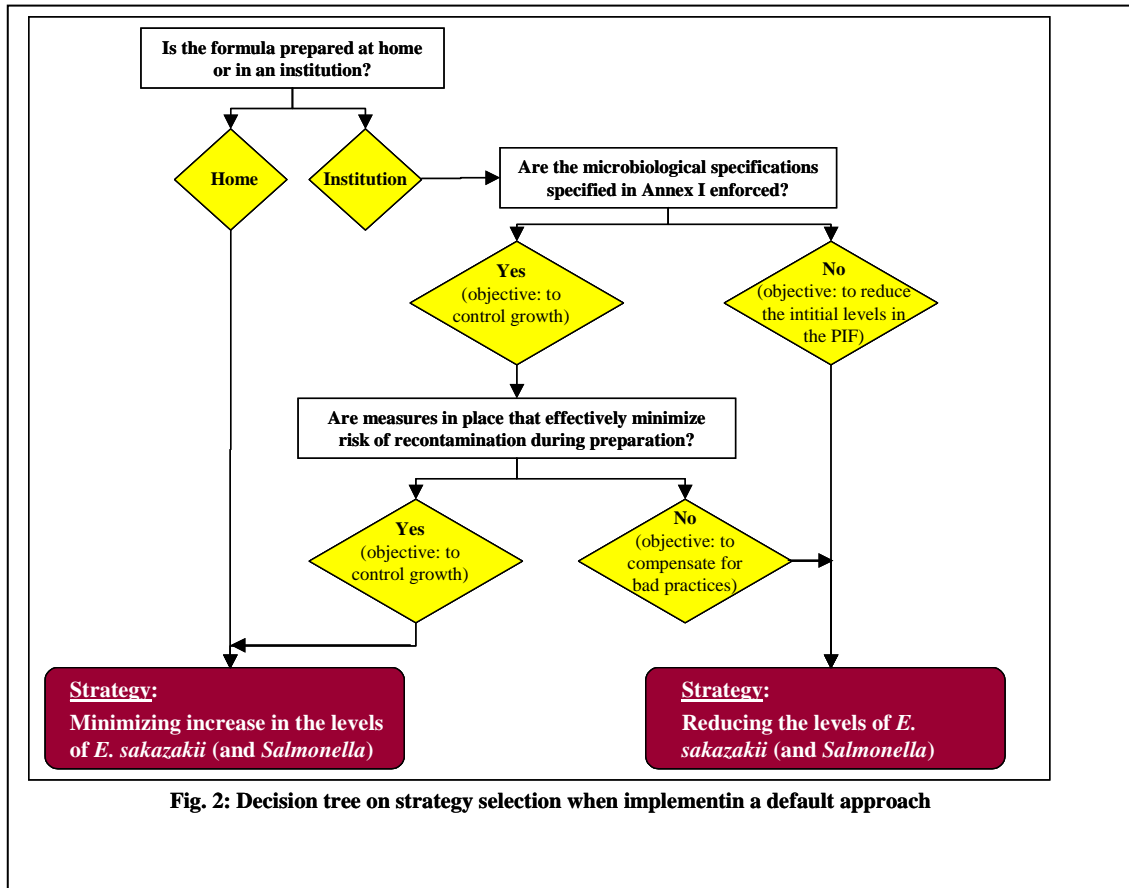 Is the formula prepared at home
or in an institution?
Home
Institution
Are the microbiological specifications
specified in Annex I enforced?
Yes
(objective: to
control growth)
No
(objective: to reduce
the intitial levels in
the PIF)
Are measures in place that effectively minimize
risk of recontamination during preparation?
Yes
(objective: to
control growth)
No
(objective: to
compensate for
bad practices)
Strategy:
Minimizing increase in the levels
of E. sakazakii (and Salmonella)
Strategy:
Reducing the levels of E.
sakazakii (and Salmonella)
Fig. 2: Decision tree on strategy selection when implementin a default approach